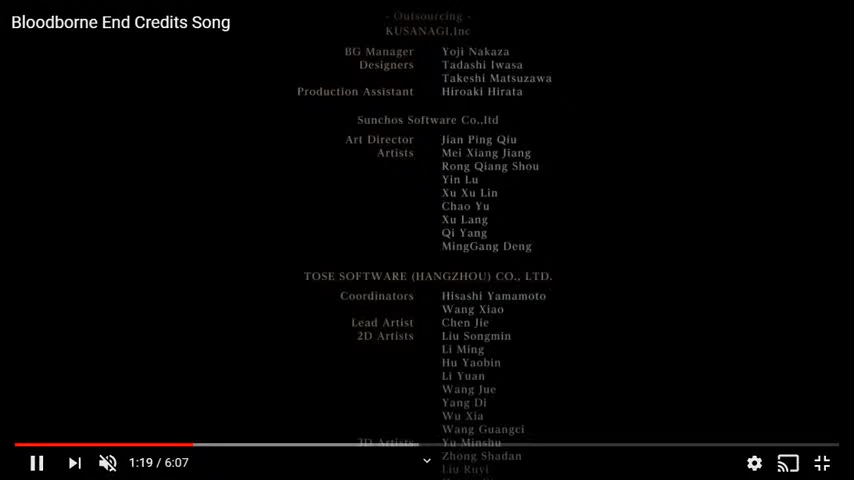 Bloodborne End Credits Song
- Outsourcing -
KUSANAGI,Inc
BG Manager Yoji Nakaza
Designers Tadashi Iwasa
Takeshi Matsuzawa
Production Assistant Hiroaki Hirata
Sunchos Software Co.,ltd
Art Director Jian Ping Qiu
Artists Mei Xiang Jiang
Rong Qiang Shou
Yin Lu
Xu Xu Lin
Chao Yu
Xu Lang
Qi Yang
MingGang Deng
TOSE SOFTWARE (HANGZHOU) CO., LTD.
Coordinators Hisashi Yamamoto
Wang Xiao
Lead Artist Chen Jie
2D Artists Liu Songmin
Li Ming
Hu Yaobin
Li Yuan
Wang Jue
Yang Di
Wu Xia
Wang Guangci
3D Artists Yu Minshu
Zhong Shadan
Liu Ruyi
1:19 / 6:07